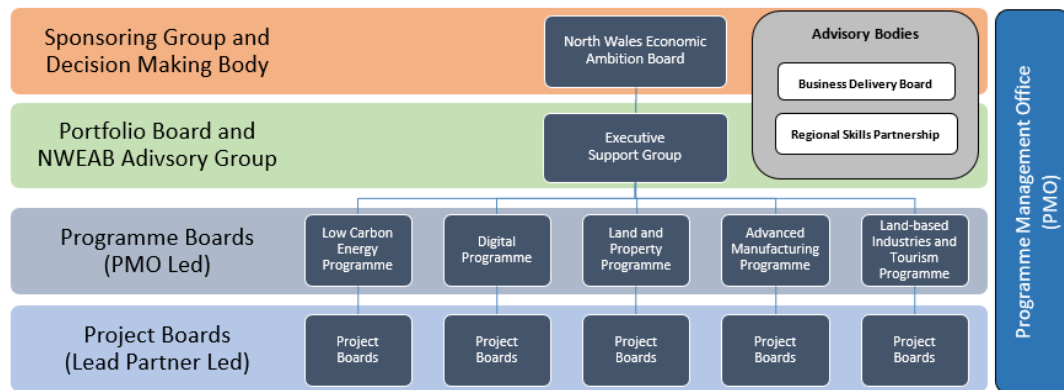 Sponsoring Group and
Decision Making Body
North Wales Economic
Ambition Board
Advisory Bodies
Business Delivery Board
Regional Skills Partnership
Portfolio Board and
NWEAB Adivsory Group
Executive
Support Group
Programme Boards
(PMO Led)
Low Carbon
Energy
Programme
Digital
Programme
Land and
Property
Programme
Advanced
Manufacturing
Programme
Land-based
Industries and
Tourism
Programme
Project Boards
(Lead Partner Led)
Project
Boards
Project
Boards
Project
Boards
Project
Boards
Project
Boards
Programme Management Office
(PMO)